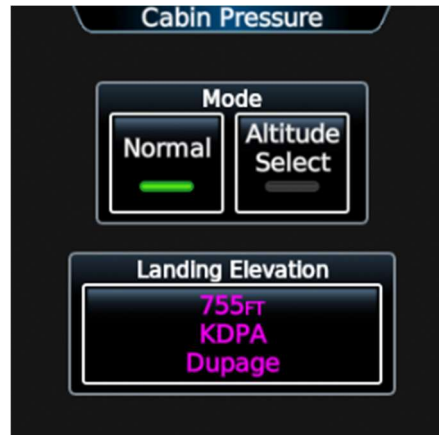 Cabin Pressure
Mode
Normal
Altitude
Select
Landing Elevation
755FT
KDPA
Dupage